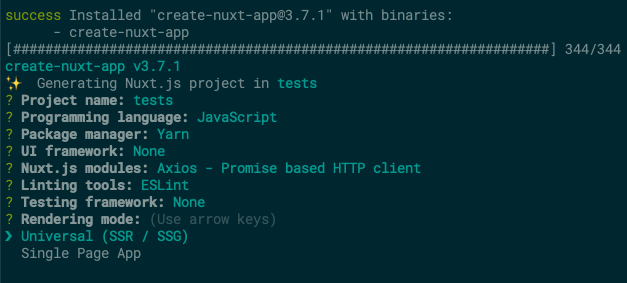 success Installed "create-nuxt-app@3.7.1" with binaries:
      - create-nuxt-app
[###################################################################] 344/344
create-nuxt-app v3.7.1
✨  Generating Nuxt.js project in tests
? Project name: tests
? Programming language: JavaScript
? Package manager: Yarn
? UI framework: None
? Nuxt.js modules: Axios - Promise based HTTP client
? Linting tools: ESLint
? Testing framework: None
? Rendering mode: (Use arrow keys)
❯ Universal (SSR / SSG)
  Single Page App